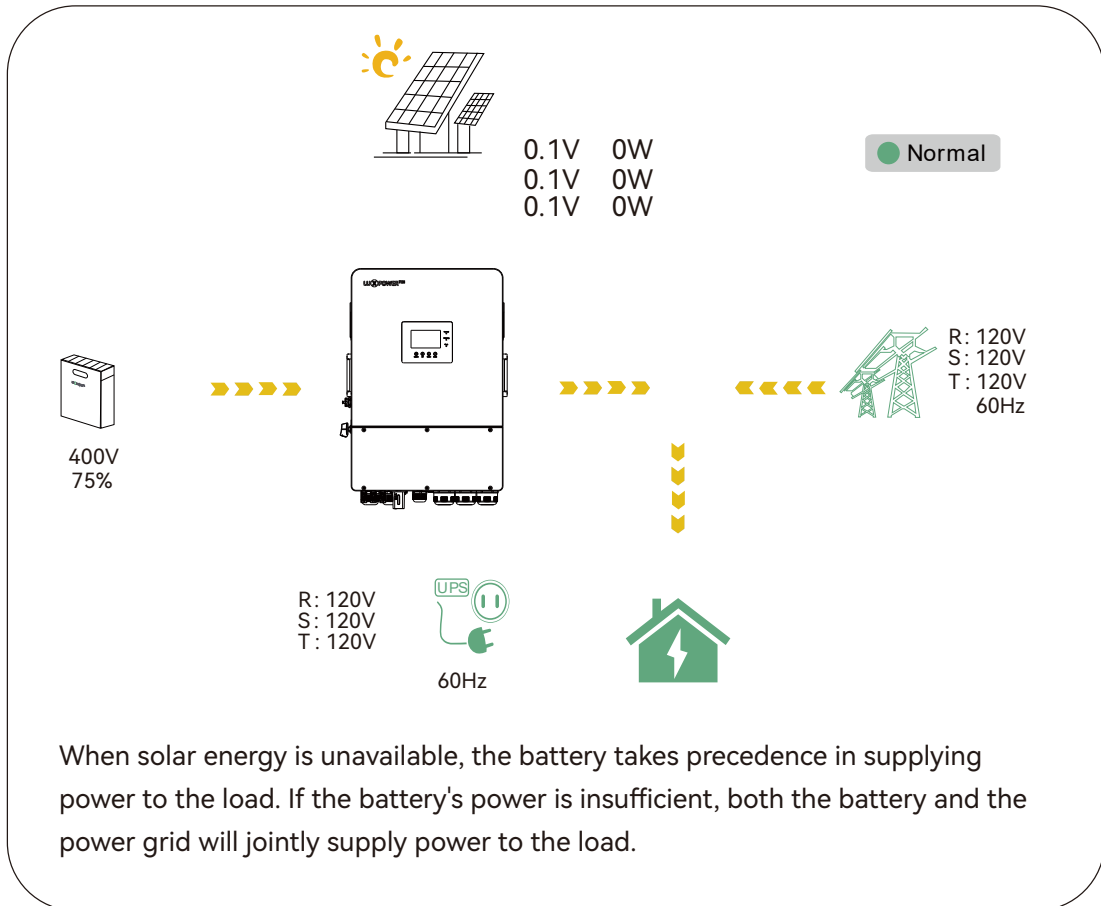 0.1V 0W
0.1V 0W
0.1V 0W
Normal
LUXPOWER
R: 120V
S: 120V
T: 120V
60Hz
400V
75%
R: 120V
S: 120V
T: 120V
UPS
60Hz
When solar energy is unavailable, the battery takes precedence in supplying
power to the load. If the battery's power is insufficient, both the battery and the
power grid will jointly supply power to the load.